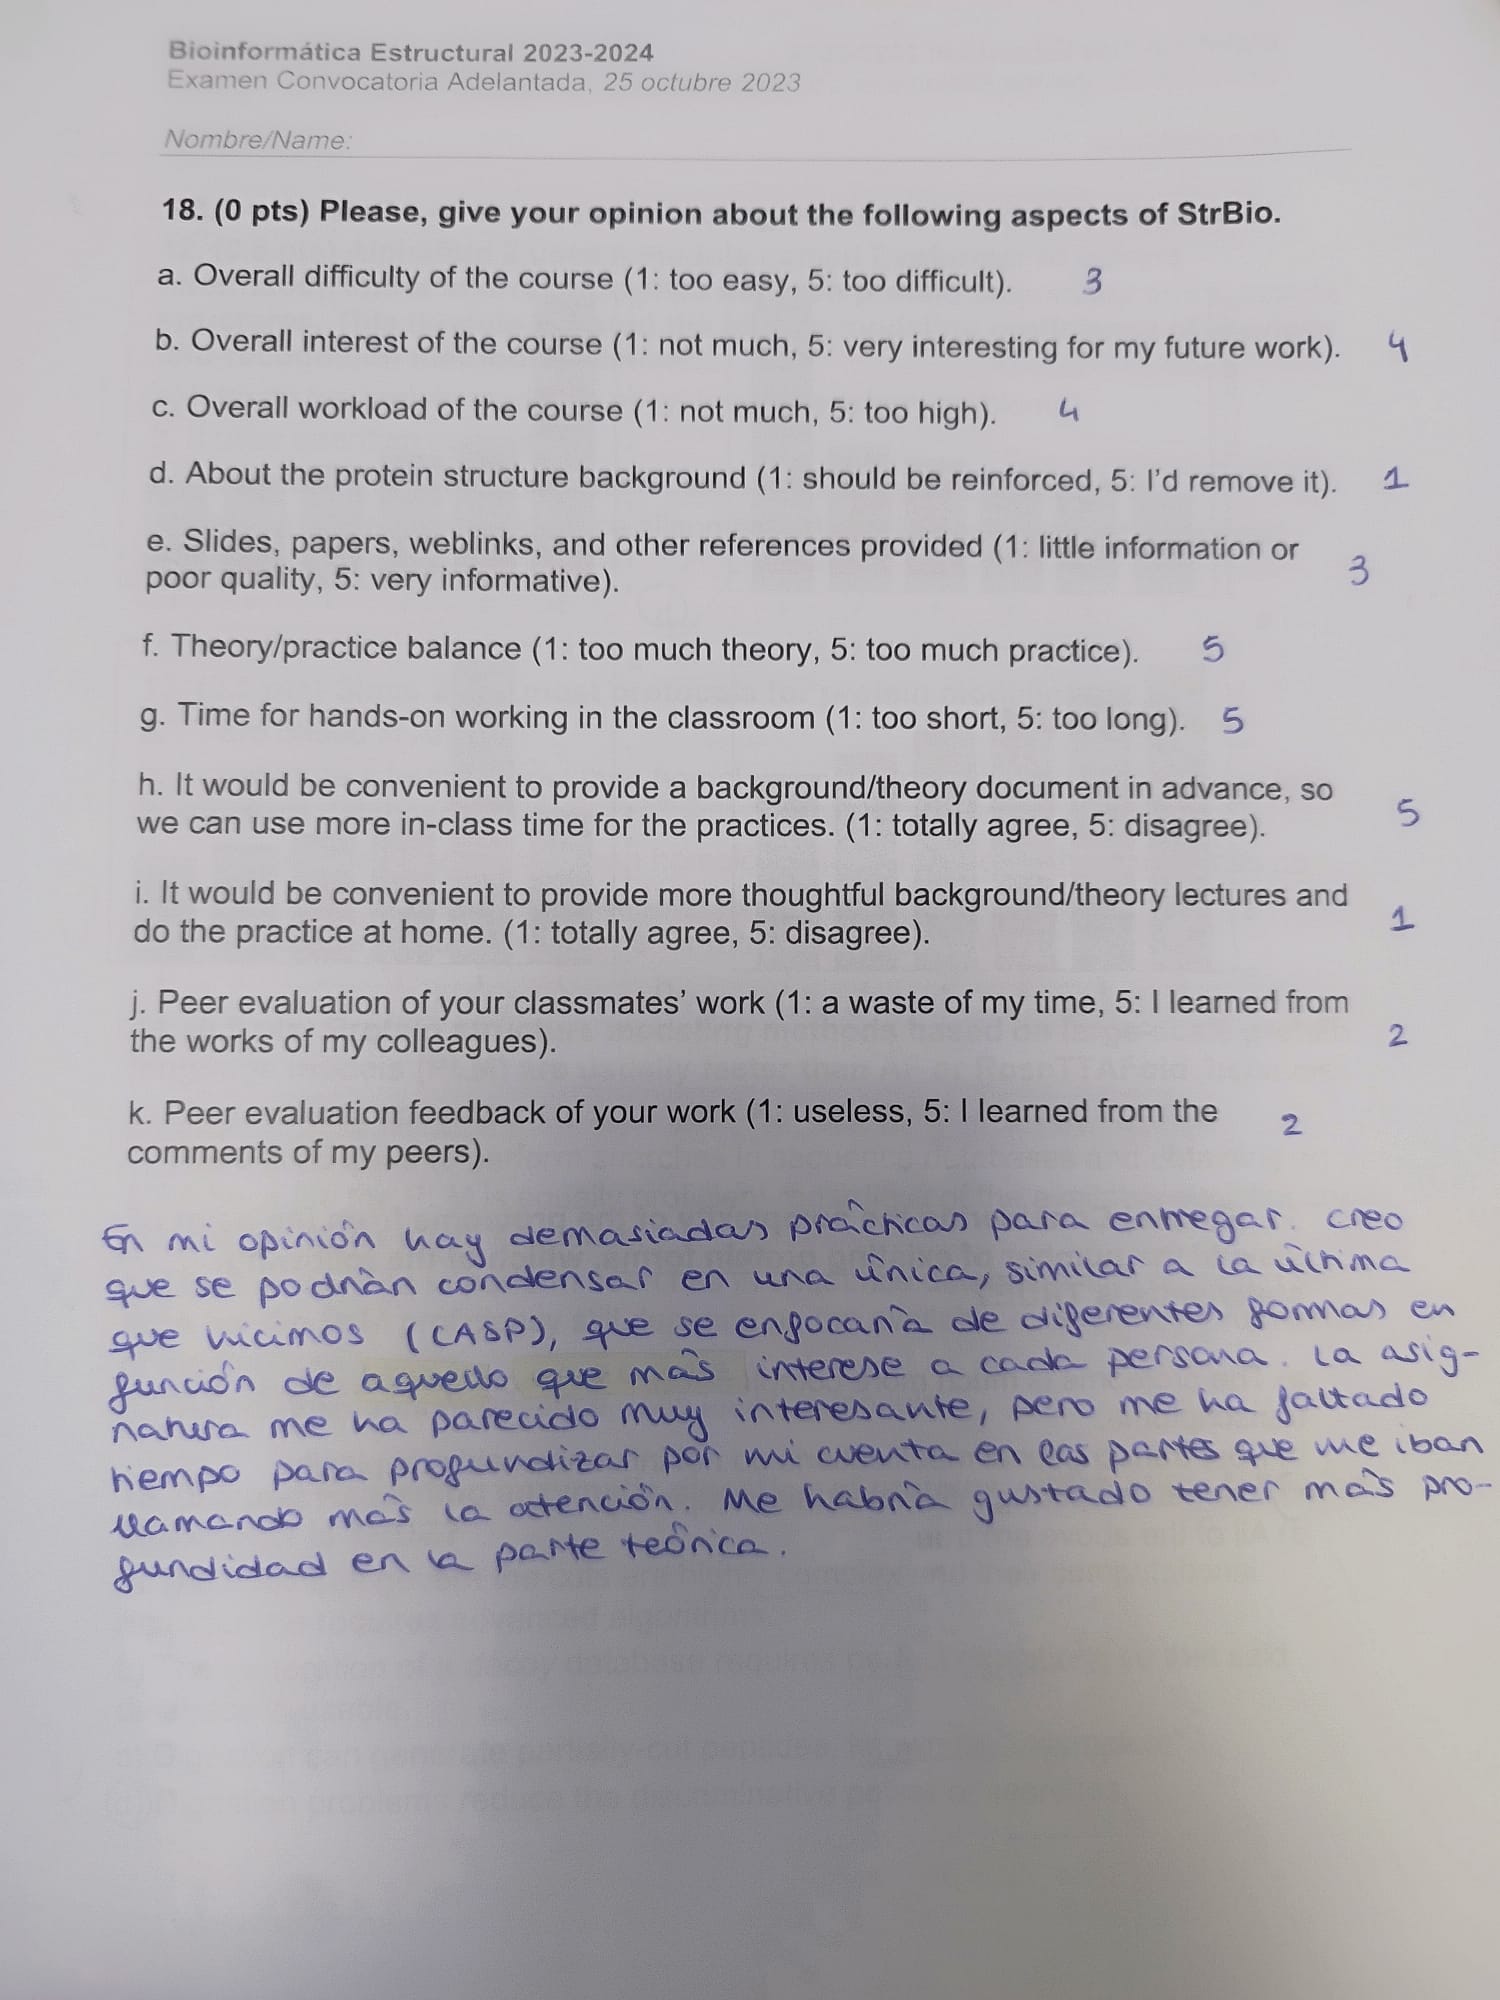 Bioinformática Estructural 2023-2024
Examen Convocatoria Adelantada, 25 octubre 2023
Nombre/Name:
18. (0 pts) Please, give your opinion about the following aspects of StrBio.
a. Overall difficulty of the course (1: too easy, 5: too difficult). 3
b. Overall interest of the course (1: not much, 5: very interesting for my future work). 4
c. Overall workload of the course (1: not much, 5: too high). 4
d. About the protein structure background (1: should be reinforced, 5: I'd remove it). 1
e. Slides, papers, weblinks, and other references provided (1: little information or
poor quality, 5: very informative). 3
f. Theory/practice balance (1: too much theory, 5: too much practice). 5
g. Time for hands-on working in the classroom (1: too short, 5: too long). 5
h. It would be convenient to provide a background/theory document in advance, so
we can use more in-class time for the practices. (1: totally agree, 5: disagree). 5
i. It would be convenient to provide more thoughtful background/theory lectures and
do the practice at home. (1: totally agree, 5: disagree). 1
j. Peer evaluation of your classmates' work (1: a waste of my time, 5: I learned from
the works of my colleagues). 2
k. Peer evaluation feedback of your work (1: useless, 5: I learned from the
comments of my peers). 2
En mi opinión hay demasiadas prácticas para entregar. Creo
que se podrían condensar en una única, similar a la última
que hicimos (CASP), que se enfocaría de diferentes formas en
función de aquello que más interese a cada persona. La asig-
natura me ha parecido muy interesante, pero me ha faltado
tiempo para profundizar por mi cuenta en las partes que me iban
llamando más la atención. Me habría gustado tener más pro-
fundidad en la parte teórica.